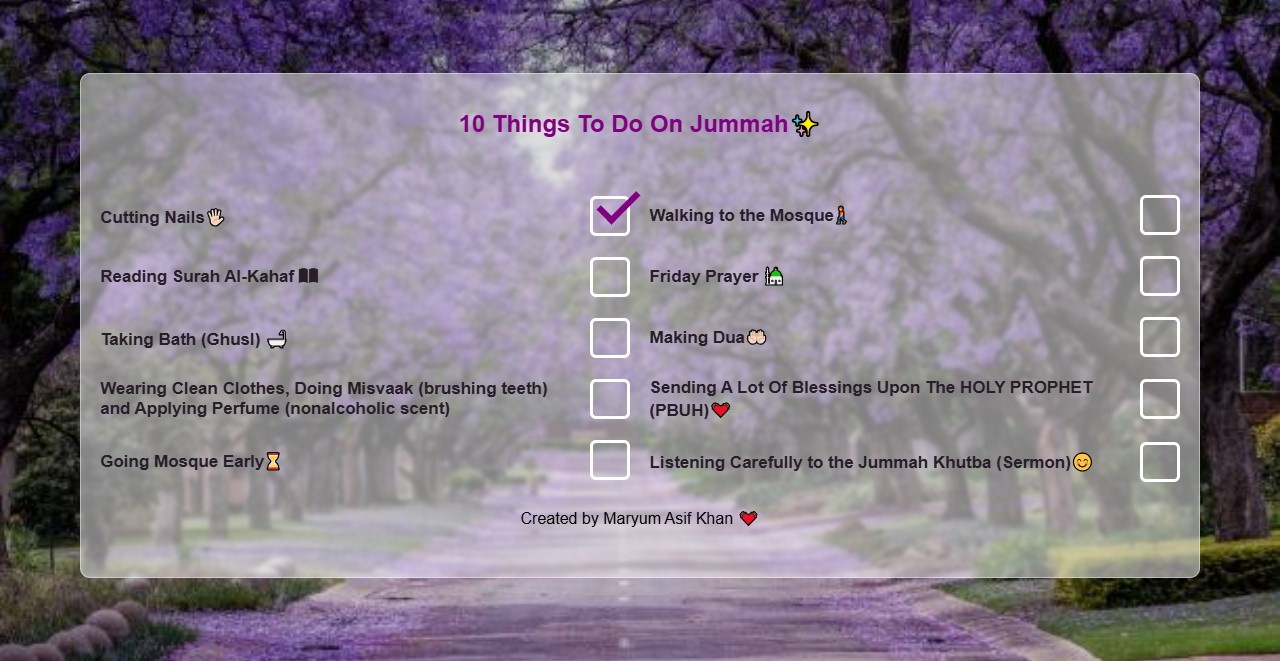 10 Things To Do On Jummah✨
Cutting Nails🖐🏻
Reading Surah Al-Kahaf 📖
Taking Bath (Ghusl) 🛁
Wearing Clean Clothes, Doing Misvaak (brushing teeth)
and Applying Perfume (nonalcoholic scent)
Going Mosque Early⏳
Walking to the Mosque🚶
Friday Prayer 🕌
Making Dua🤲🏻
Sending A Lot Of Blessings Upon The HOLY PROPHET
(PBUH)❤️
Listening Carefully to the Jummah Khutba (Sermon)😊
Created by Maryum Asif Khan ❤️